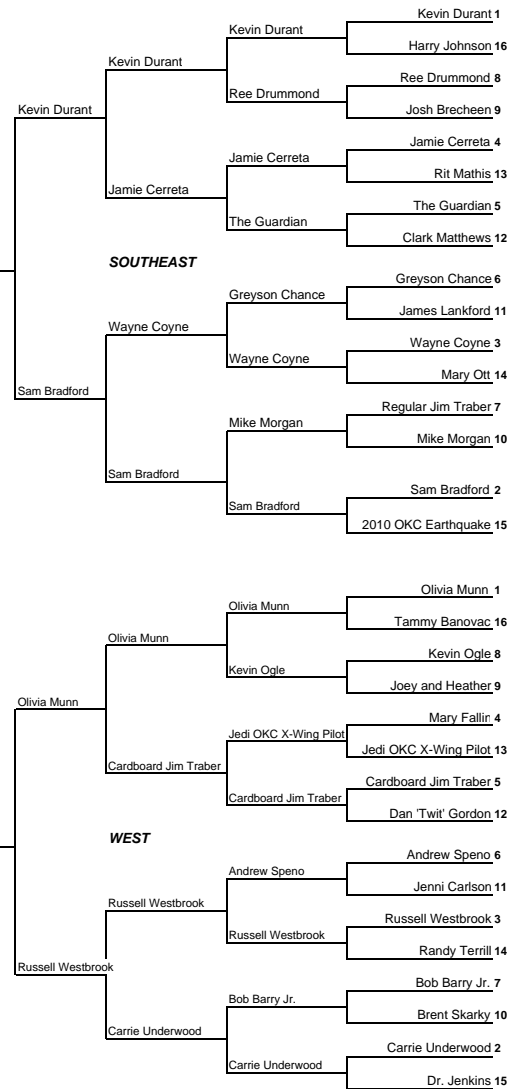 Kevin Durant 1
Kevin Durant
Harry Johnson 16
Kevin Durant
Ree Drummond 8
Ree Drummond
Kevin Durant
Josh Brecheen 9
Jamie Cerreta 4
Jamie Cerreta
Rit Mathis 13
Jamie Cerreta
The Guardian 5
The Guardian
Clark Matthews 12
SOUTHEAST
Greyson Chance 6
Greyson Chance
James Lankford 11
Wayne Coyne
Wayne Coyne 3
Wayne Coyne
Mary Ott 14
Sam Bradford
Regular Jim Traber 7
Mike Morgan
Mike Morgan 10
Sam Bradford
Sam Bradford 2
Sam Bradford
2010 OKC Earthquake 15
Olivia Munn 1
Olivia Munn
Tammy Banovac 16
Olivia Munn
Kevin Ogle 8
Kevin Ogle
Joey and Heather 9
Olivia Munn
Mary Fallin 4
Jedi OKC X-Wing Pilot
Jedi OKC X-Wing Pilot 13
Cardboard Jim Traber
Cardboard Jim Traber 5
Cardboard Jim Traber
Dan 'Twit' Gordon 12
WEST
Andrew Speno 6
Andrew Speno
Jenni Carlson 11
Russell Westbrook
Russell Westbrook 3
Russell Westbrook
Randy Terrill 14
Russell Westbrook
Bob Barry Jr. 7
Bob Barry Jr.
Brent Skarky 10
Carrie Underwood
Carrie Underwood 2
Carrie Underwood
Dr. Jenkins 15